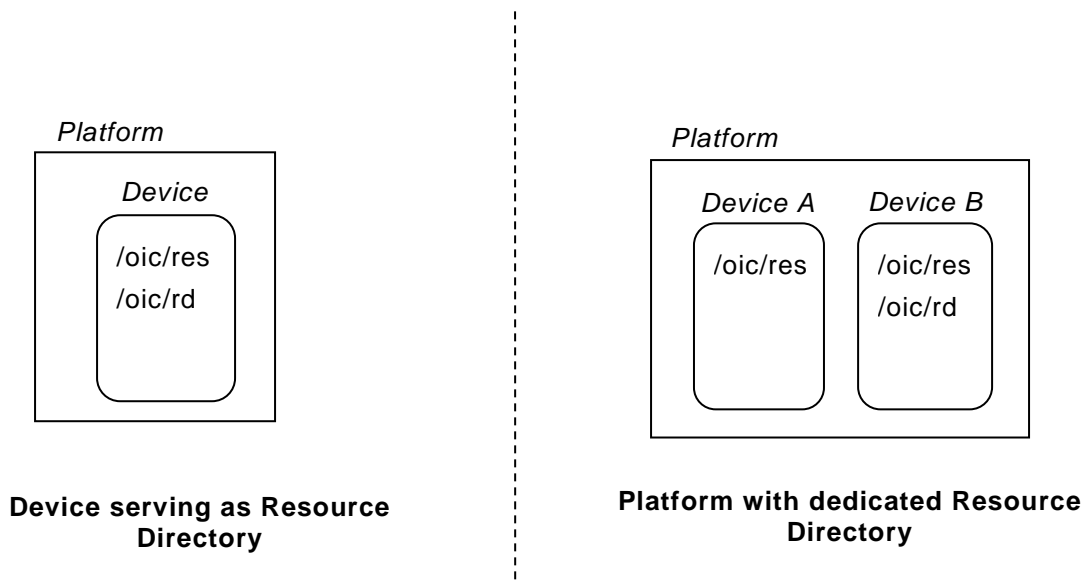 Platform
Device
/oic/res
/oic/rd
Device serving as Resource
Directory
Platform
Device A
Device B
/oic/res
/oic/res
/oic/rd
Platform with dedicated Resource
Directory